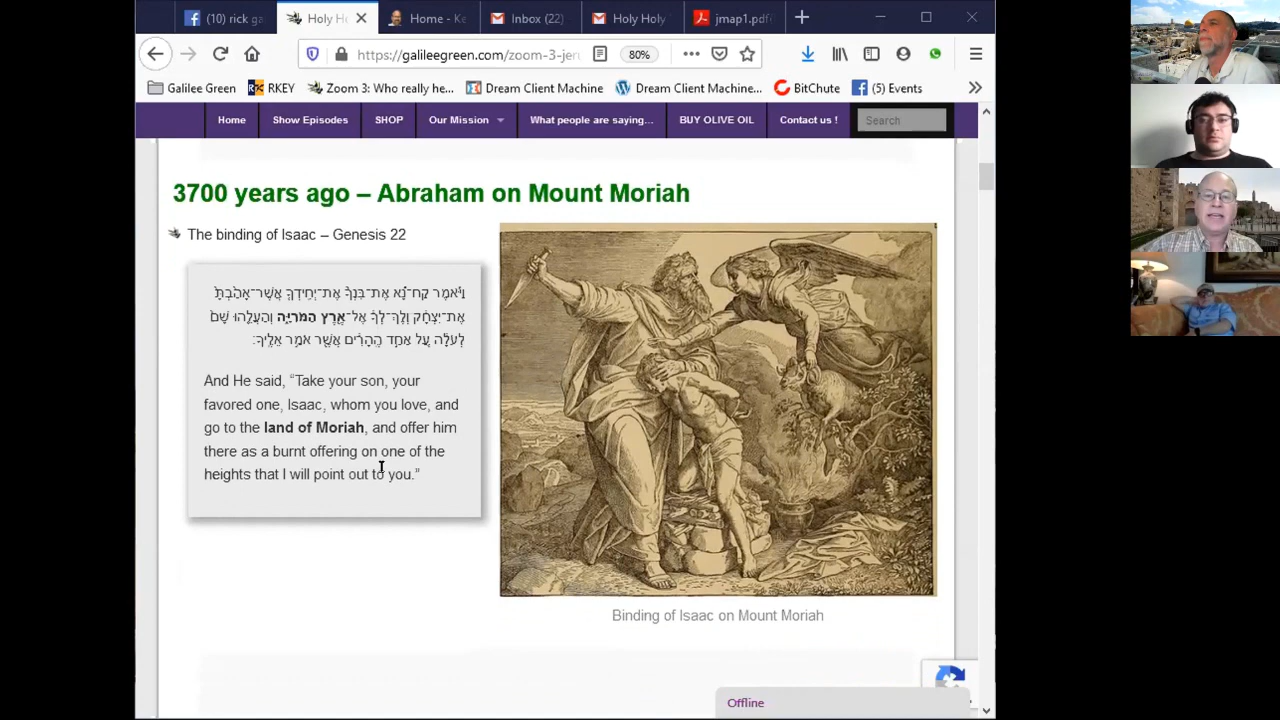 (10) rick ga
Holy He
Home - Ke
Inbox (22)
Holy Holy
jmap1.pdf
https://galileegreen.com/zoom-3-jer
80%
Galilee Green
RKEY
Zoom 3: Who really he...
Dream Client Machine
Dream Client Machine...
BitChute
(5) Events
Home
Show Episodes
SHOP
Our Mission
What people are saying...
BUY OLIVE OIL
Contact us !
Search
3700 years ago – Abraham on Mount Moriah
The binding of Isaac – Genesis 22
וַיֹּ֡אמֶר קַח־נָ֠א אֶת־בִּנְךָ֨ אֶת־יְחִֽידְךָ֤ אֲשֶׁר־אָהַ֙בְתָּ֙
אֶת־יִצְחָ֔ק וְלֶךְ־לְךָ֔ אֶל־אֶ֖רֶץ הַמֹּרִיָּ֑ה וְהַעֲלֵ֤הוּ שָׁם֙
לְעֹלָ֔ה עַ֚ל אַחַ֣ד הֶֽהָרִ֔ים אֲשֶׁ֖ר אֹמַ֥ר אֵלֶֽיךָ׃
And He said, “Take your son, your
favored one, Isaac, whom you love, and
go to the land of Moriah, and offer him
there as a burnt offering on one of the
heights that I will point out to you.”
Binding of Isaac on Mount Moriah
Offline